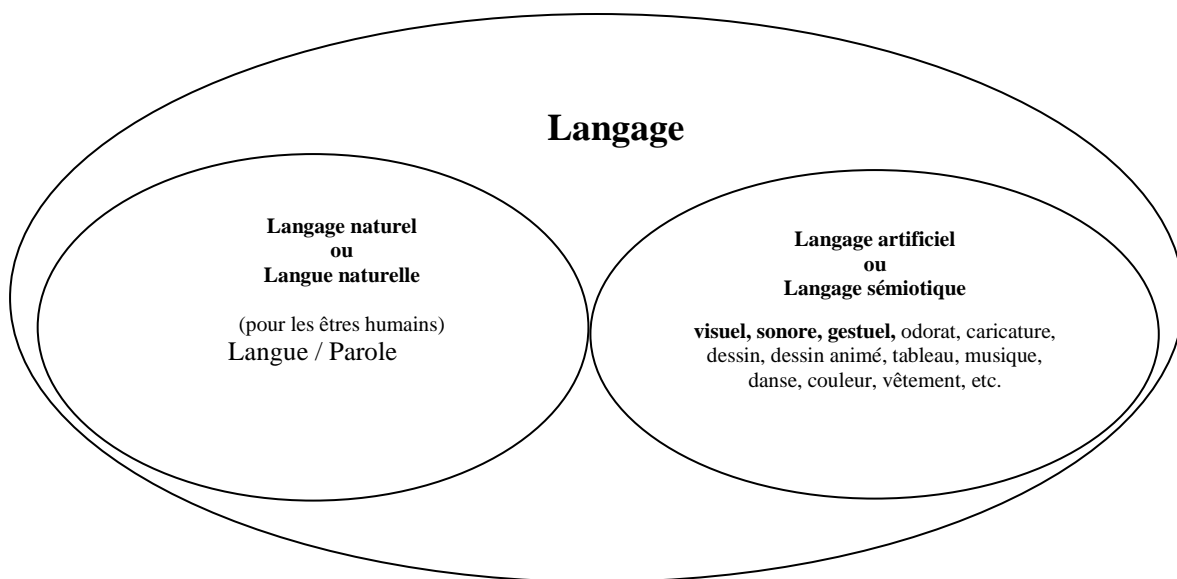 Langage
Langage naturel
ou
Langue naturelle
(pour les êtres humains)
Langue / Parole
Langage artificiel
ou
Langage sémiotique
visuel, sonore, gestuel, odorat, caricature,
dessin, dessin animé, tableau, musique,
danse, couleur, vêtement, etc.